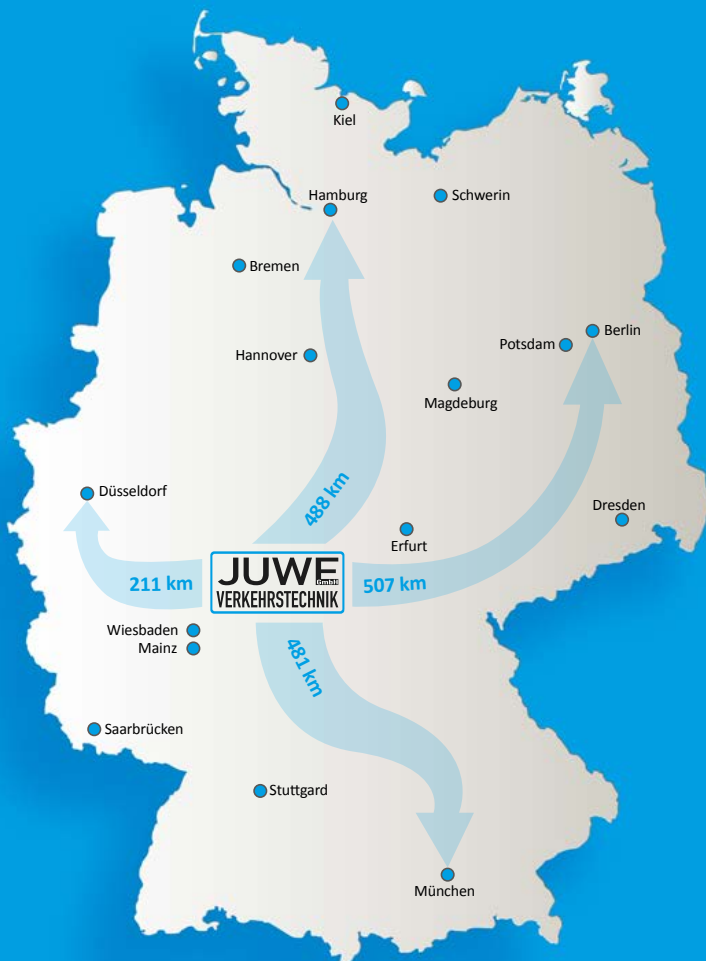 Kiel
Hamburg
Schwerin
Bremen
Berlin
Potsdam
Hannover
Magdeburg
Düsseldorf
488 km
Dresden
Erfurt
JUWE
GmbH
VERKEHRSTECHNIK
211 km
507 km
Wiesbaden
Mainz
481 km
Saarbrücken
Stuttgard
München